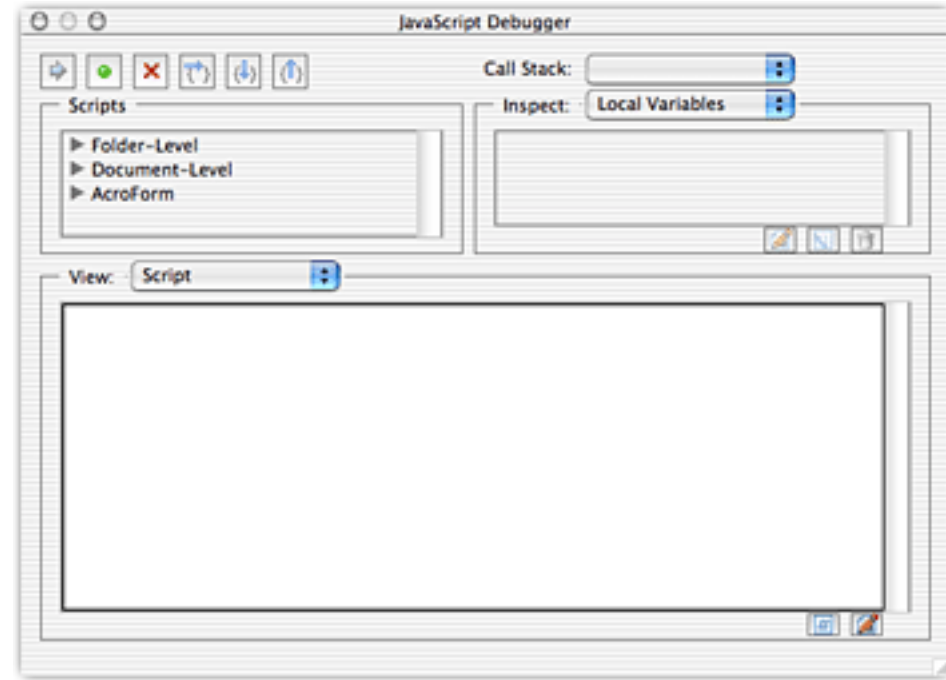 JavaScript Debugger
Call Stack:
Scripts
Inspect: Local Variables
Folder-Level
Document-Level
AcroForm
View: Script